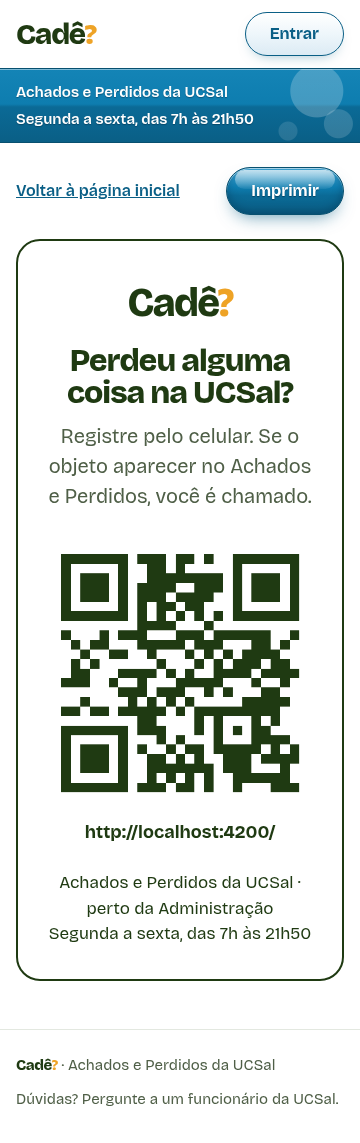 Cadê?
Entrar
Achados e Perdidos da UCSal
Segunda a sexta, das 7h às 21h50
Voltar à página inicial
Imprimir
Cadê?
Perdeu alguma
coisa na UCSal?
Registre pelo celular. Se o
objeto aparecer no Achados
e Perdidos, você é chamado.
http://localhost:4200/
Achados e Perdidos da UCSal ·
perto da Administração
Segunda a sexta, das 7h às 21h50
Cadê? · Achados e Perdidos da UCSal
Dúvidas? Pergunte a um funcionário da UCSal.